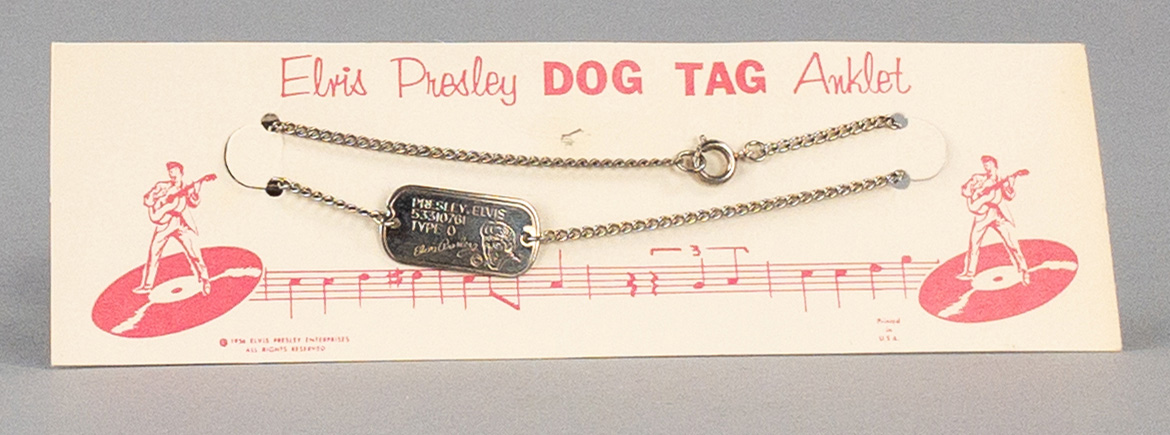 Elvis Presley DOG TAG Anklet
PRESLEY, ELVIS
53310761
TYPE O
Elvis Presley
3
© 1956 ELVIS PRESLEY ENTERPRISES
ALL RIGHTS RESERVED
Printed
in
U.S.A.